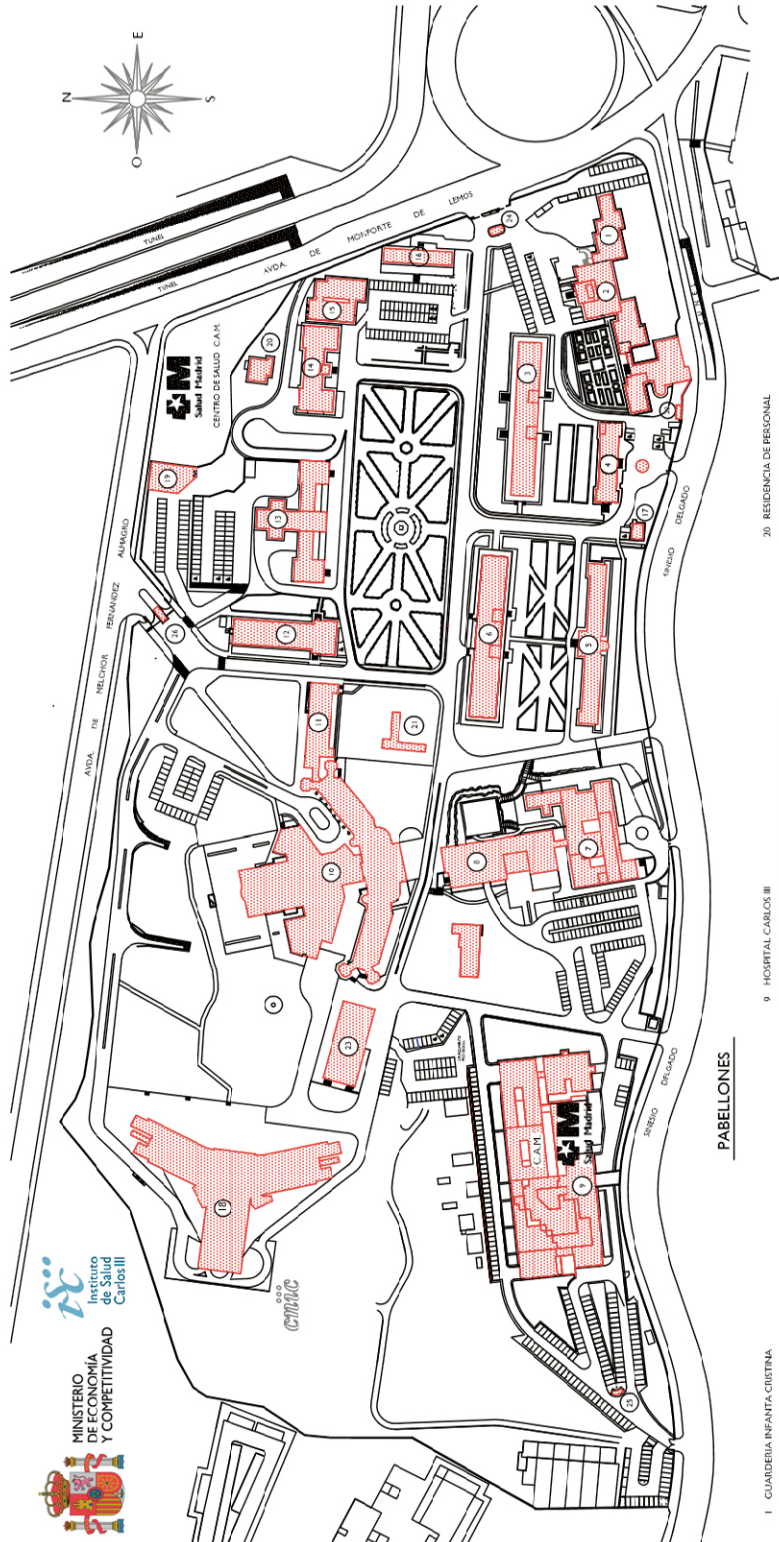 MINISTERIO
DE ECONOMÍA
Y COMPETITIVIDAD
Instituto
de Salud
Carlos III
cnic
N
E
S
O
TUNEL
TUNEL
AVDA. DE MONFORTE DE LEMOS
AVDA. DE MELCHOR FERNANDEZ ALMAGRO
Salud Madrid
CENTRO DE SALUD C.A.M.
18
23
10
11
21
12
26
19
13
20
14
15
16
24
1
2
3
4
17
5
6
7
8
C.A.M.
Salud Madrid
9
25
SINESIO DELGADO
SINESIO DELGADO
PABELLONES
1 GUARDERIA INFANTA CRISTINA
9 HOSPITAL CARLOS III
20 RESIDENCIA DE PERSONAL